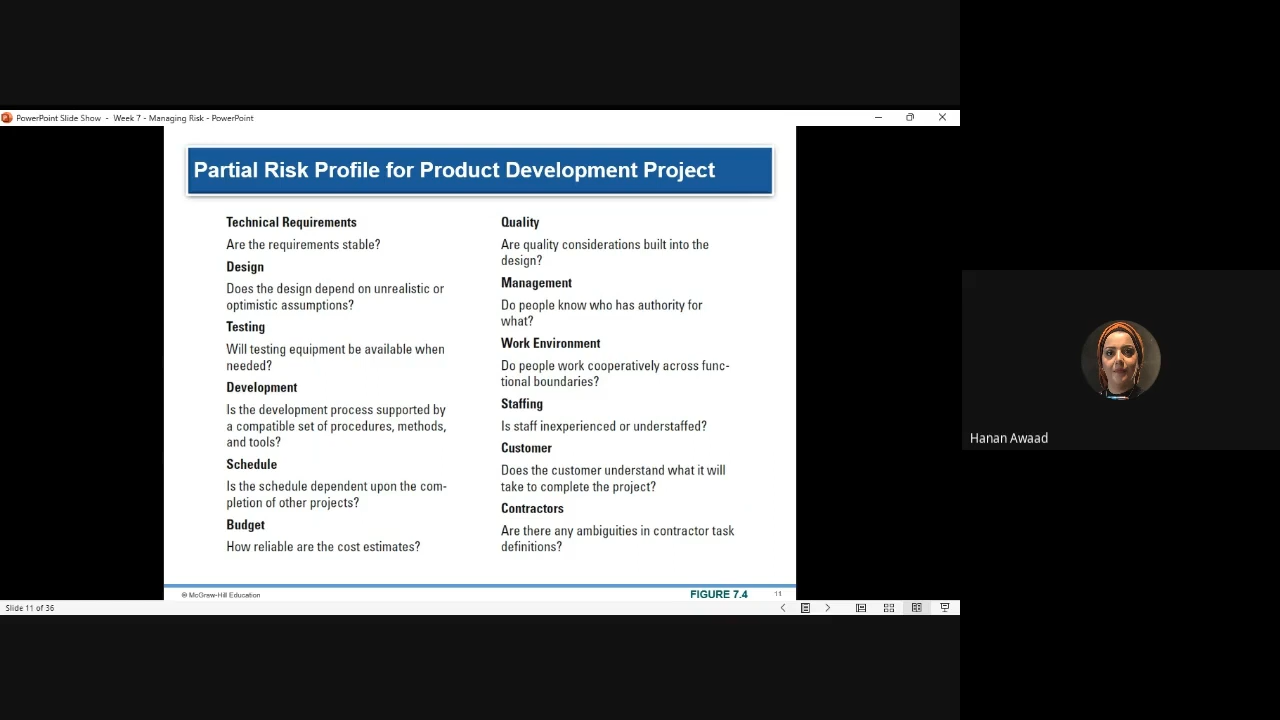 PowerPoint Slide Show - Week 7 - Managing Risk - PowerPoint
Partial Risk Profile for Product Development Project
Technical Requirements
Are the requirements stable?
Design
Does the design depend on unrealistic or
optimistic assumptions?
Testing
Will testing equipment be available when
needed?
Development
Is the development process supported by
a compatible set of procedures, methods,
and tools?
Schedule
Is the schedule dependent upon the com-
pletion of other projects?
Budget
How reliable are the cost estimates?
Quality
Are quality considerations built into the
design?
Management
Do people know who has authority for
what?
Work Environment
Do people work cooperatively across func-
tional boundaries?
Staffing
Is staff inexperienced or understaffed?
Customer
Does the customer understand what it will
take to complete the project?
Contractors
Are there any ambiguities in contractor task
definitions?
© McGraw-Hill Education
FIGURE 7.4
11
Slide 11 of 36
Hanan Awaad